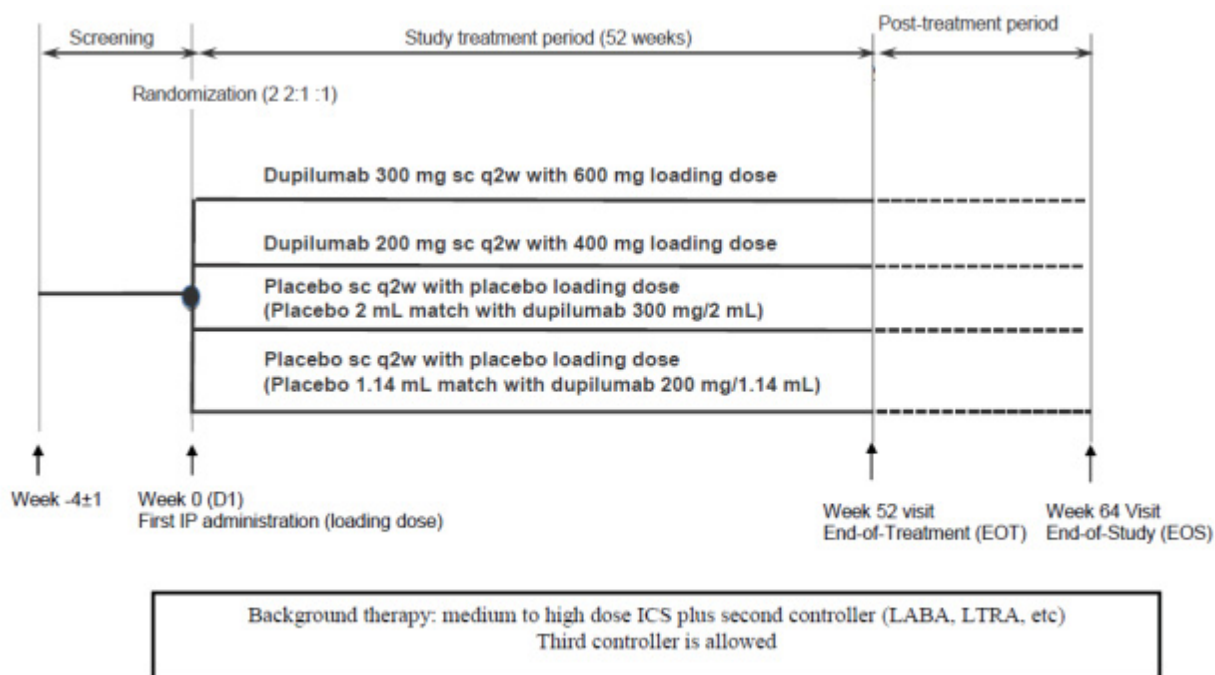 Screening
Study treatment period (52 weeks)
Post-treatment period
Randomization (2 2:1 :1)
Dupilumab 300 mg sc q2w with 600 mg loading dose
Dupilumab 200 mg sc q2w with 400 mg loading dose
Placebo sc q2w with placebo loading dose
(Placebo 2 mL match with dupilumab 300 mg/2 mL)
Placebo sc q2w with placebo loading dose
(Placebo 1.14 mL match with dupilumab 200 mg/1.14 mL)
Week -4±1
Week 0 (D1)
First IP administration (loading dose)
Week 52 visit
End-of-Treatment (EOT)
Week 64 Visit
End-of-Study (EOS)
Background therapy: medium to high dose ICS plus second controller (LABA, LTRA, etc)
Third controller is allowed